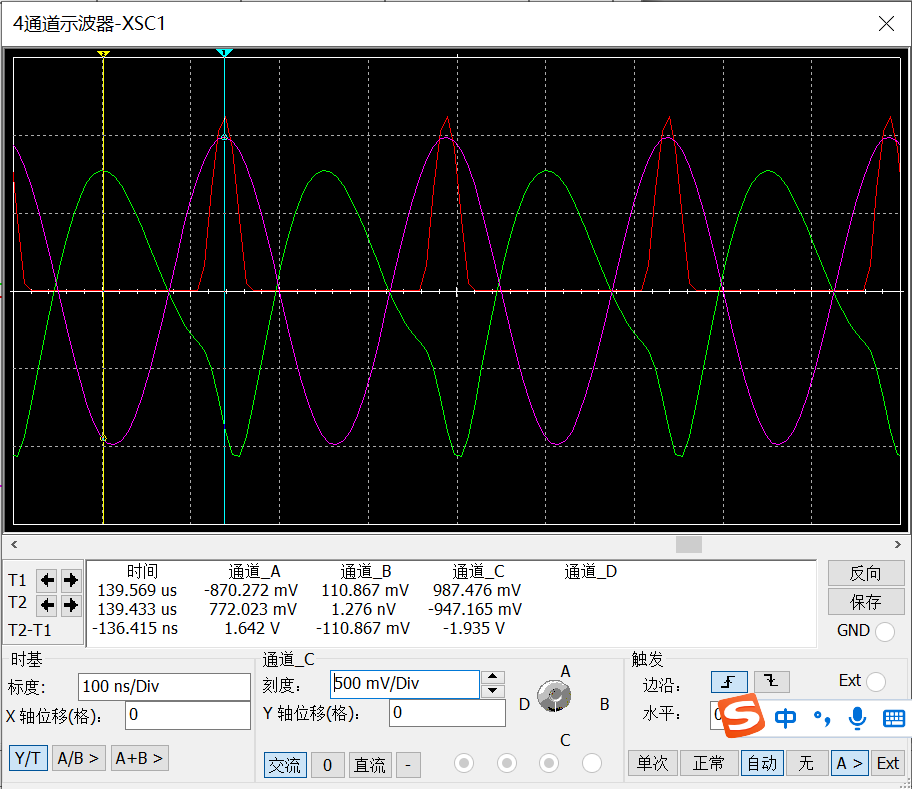 4通道示波器-XSC1
2
1
时间 通道_A 通道_B 通道_C 通道_D
T1 139.569 us -870.272 mV 110.867 mV 987.476 mV
T2 139.433 us 772.023 mV 1.276 nV -947.165 mV
T2-T1 -136.415 ns 1.642 V -110.867 mV -1.935 V
反向
保存
GND
时基
标度: 100 ns/Div
X 轴位移(格): 0
Y/T A/B > A+B >
通道_C
刻度: 500 mV/Div
Y 轴位移(格): 0
交流 0 直流 -
A
D B
C
触发
边沿: Ext
水平: 0
中
单次 正常 自动 无 A > Ext